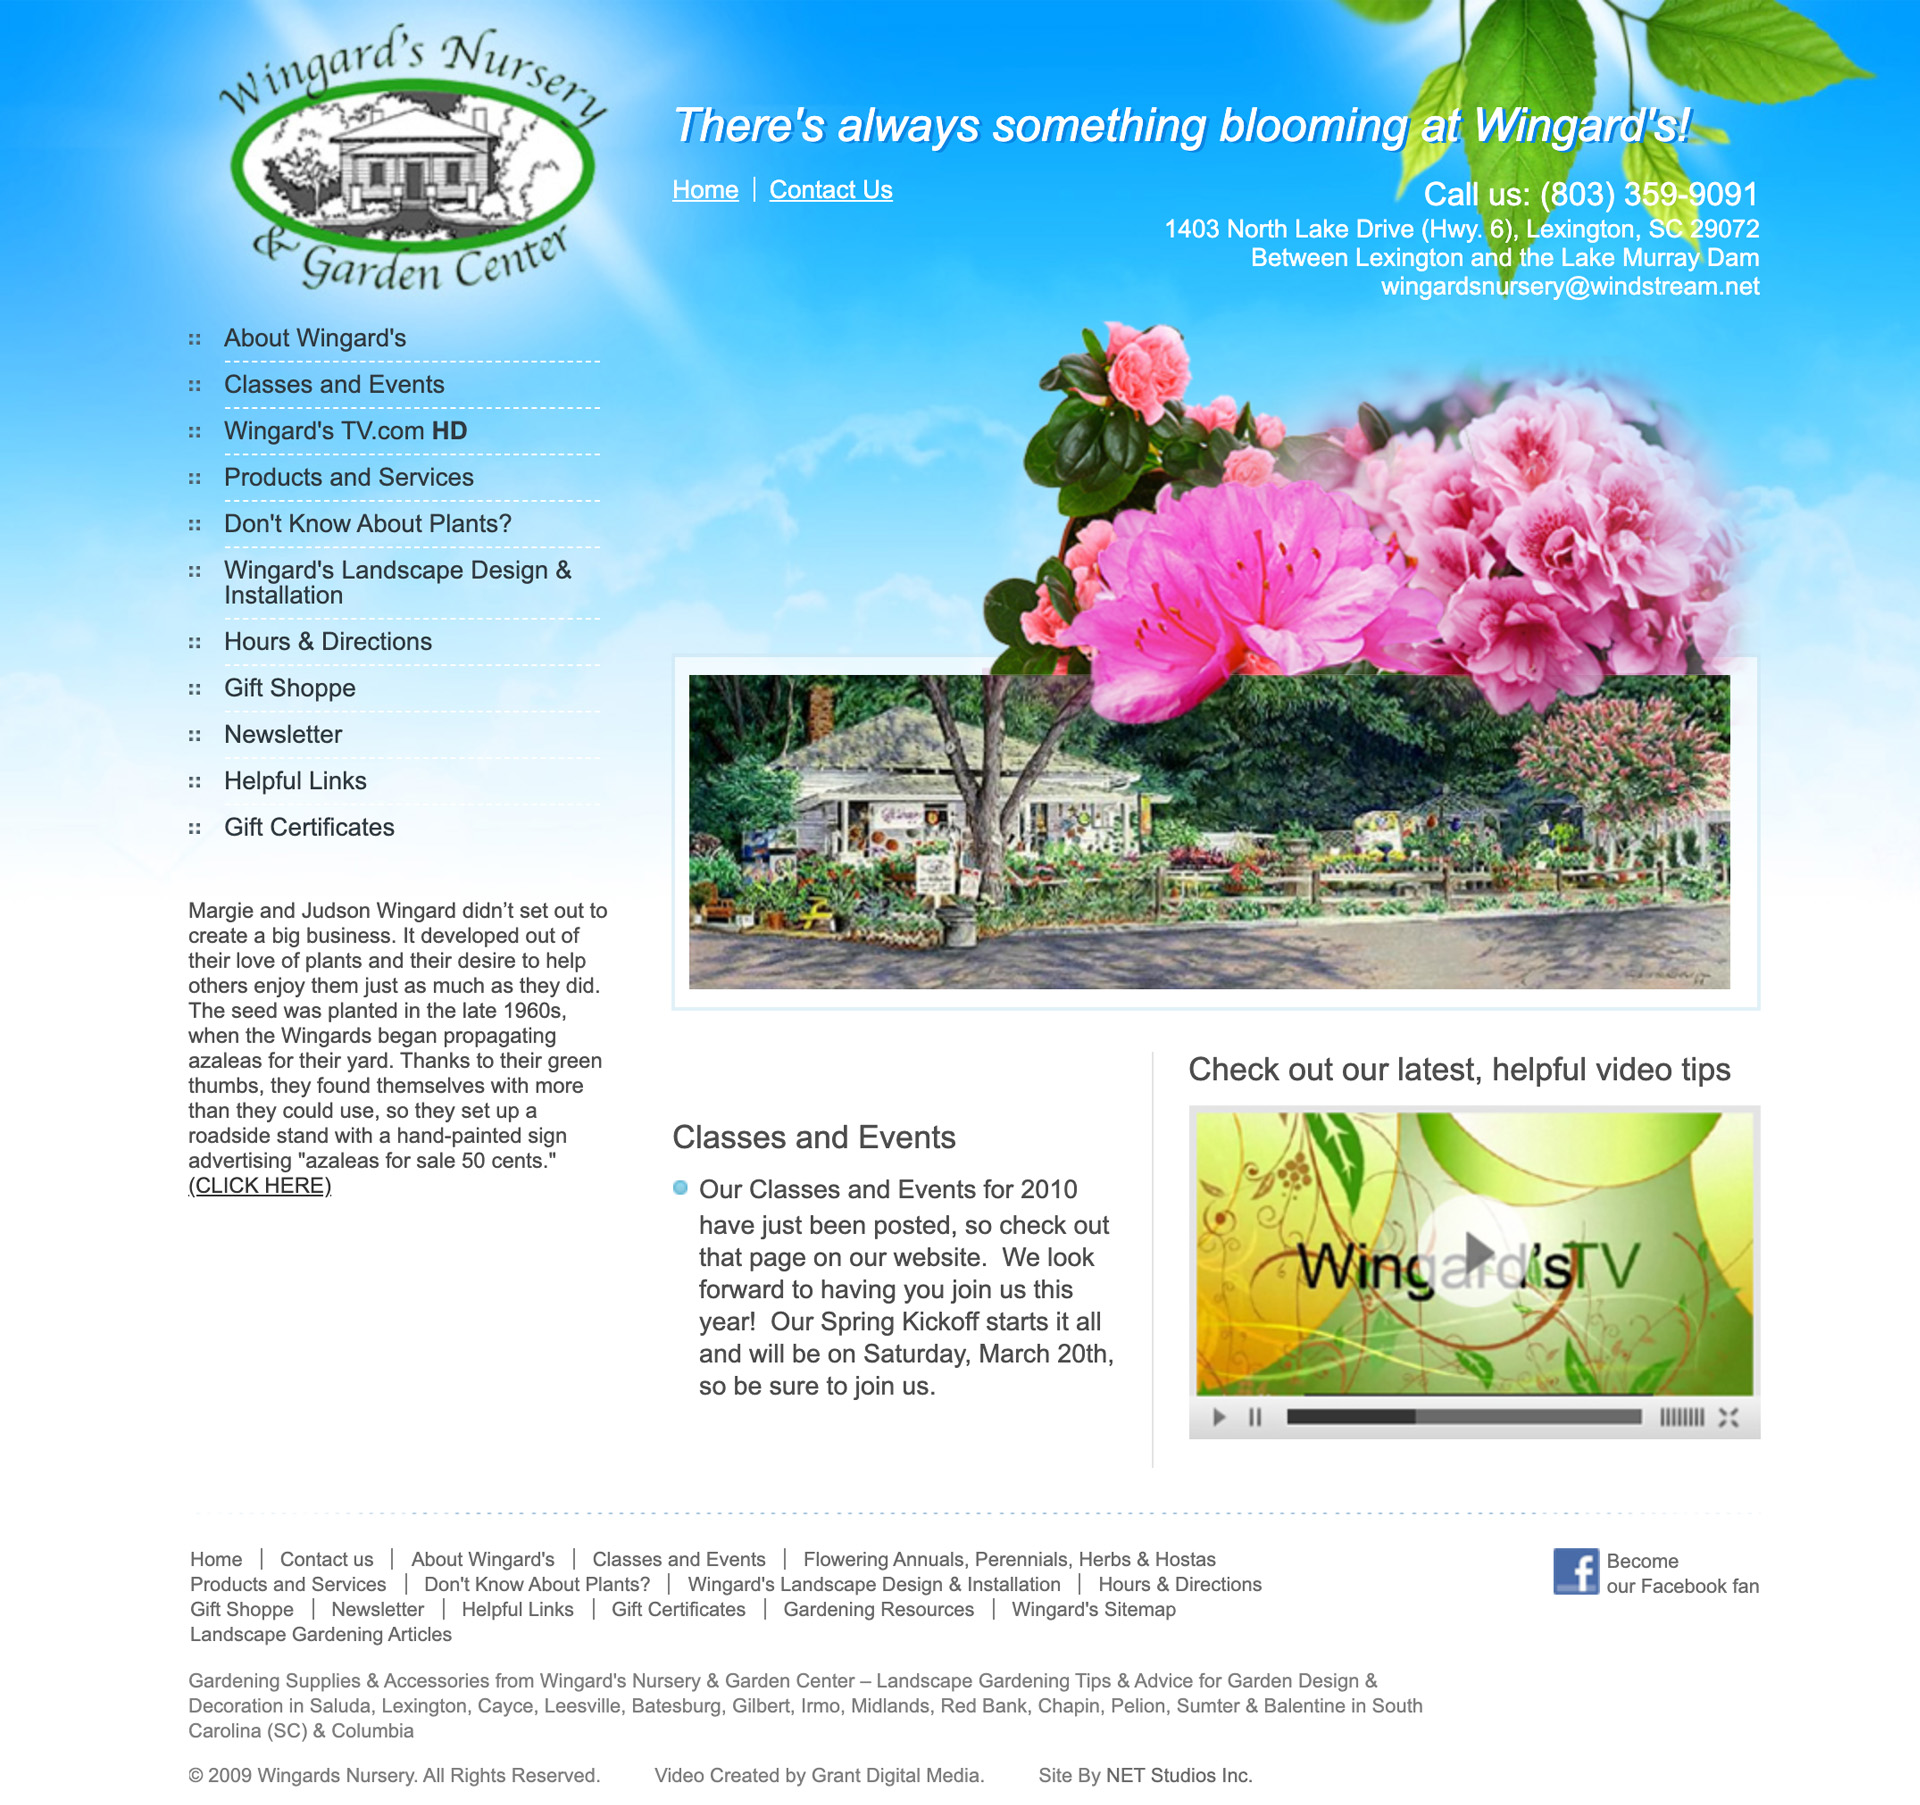 Wingard's Nursery
& Garden Center
There's always something blooming at Wingard's!
Home | Contact Us
Call us: (803) 359-9091
1403 North Lake Drive (Hwy. 6), Lexington, SC 29072
Between Lexington and the Lake Murray Dam
wingardsnursery@windstream.net
About Wingard's
Classes and Events
Wingard's TV.com HD
Products and Services
Don't Know About Plants?
Wingard's Landscape Design &
Installation
Hours & Directions
Gift Shoppe
Newsletter
Helpful Links
Gift Certificates
Margie and Judson Wingard didn’t set out to
create a big business. It developed out of
their love of plants and their desire to help
others enjoy them just as much as they did.
The seed was planted in the late 1960s,
when the Wingards began propagating
azaleas for their yard. Thanks to their green
thumbs, they found themselves with more
than they could use, so they set up a
roadside stand with a hand-painted sign
advertising "azaleas for sale 50 cents."
(CLICK HERE)
Classes and Events
Our Classes and Events for 2010
have just been posted, so check out
that page on our website.  We look
forward to having you join us this
year!  Our Spring Kickoff starts it all
and will be on Saturday, March 20th,
so be sure to join us.
Check out our latest, helpful video tips
Wingard'sTV
Home | Contact us | About Wingard's | Classes and Events | Flowering Annuals, Perennials, Herbs & Hostas
Products and Services | Don't Know About Plants? | Wingard's Landscape Design & Installation | Hours & Directions
Gift Shoppe | Newsletter | Helpful Links | Gift Certificates | Gardening Resources | Wingard's Sitemap
Landscape Gardening Articles
Become
our Facebook fan
Gardening Supplies & Accessories from Wingard's Nursery & Garden Center – Landscape Gardening Tips & Advice for Garden Design &
Decoration in Saluda, Lexington, Cayce, Leesville, Batesburg, Gilbert, Irmo, Midlands, Red Bank, Chapin, Pelion, Sumter & Balentine in South
Carolina (SC) & Columbia
© 2009 Wingards Nursery. All Rights Reserved. Video Created by Grant Digital Media. Site By NET Studios Inc.